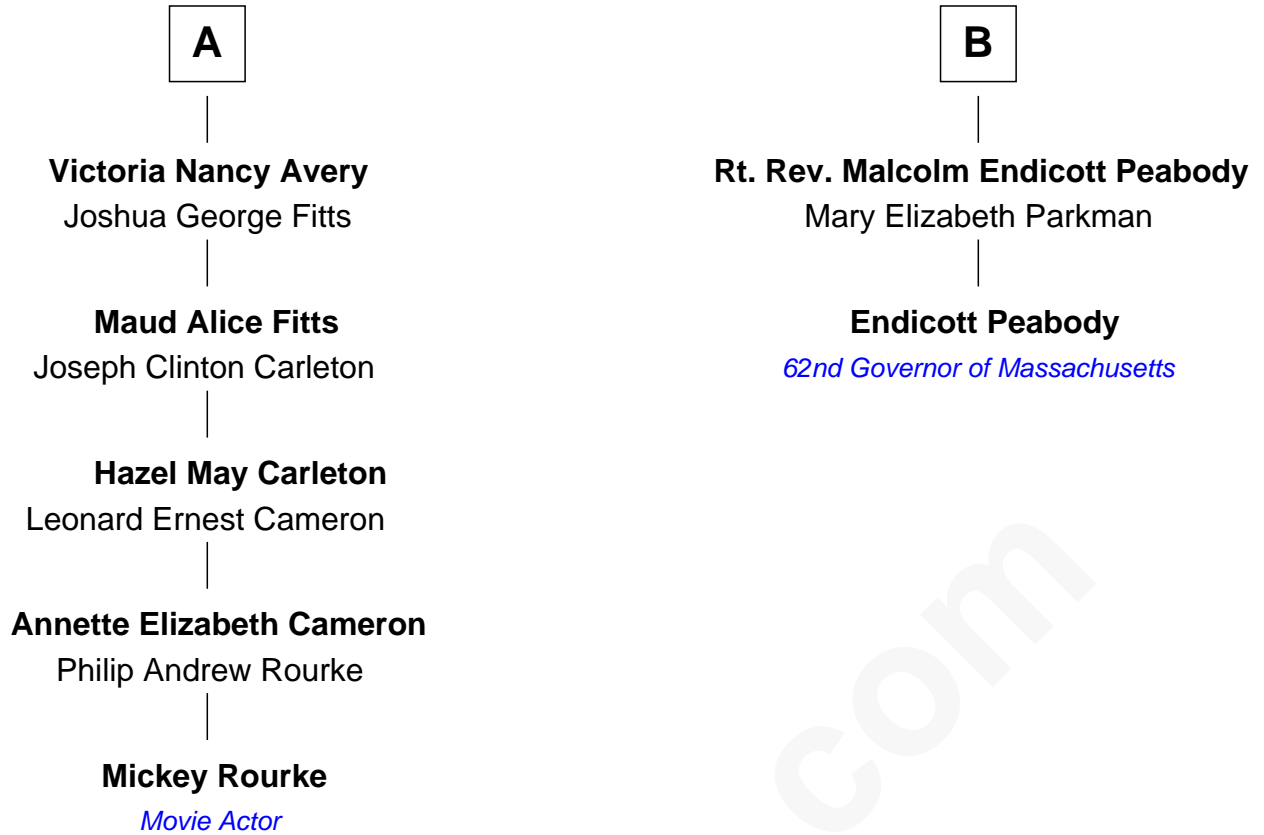 A
Victoria Nancy Avery
Joshua George Fitts
Maud Alice Fitts
Joseph Clinton Carleton
Hazel May Carleton
Leonard Ernest Cameron
Annette Elizabeth Cameron
Philip Andrew Rourke
Mickey Rourke
Movie Actor
B
Rt. Rev. Malcolm Endicott Peabody
Mary Elizabeth Parkman
Endicott Peabody
62nd Governor of Massachusetts
com